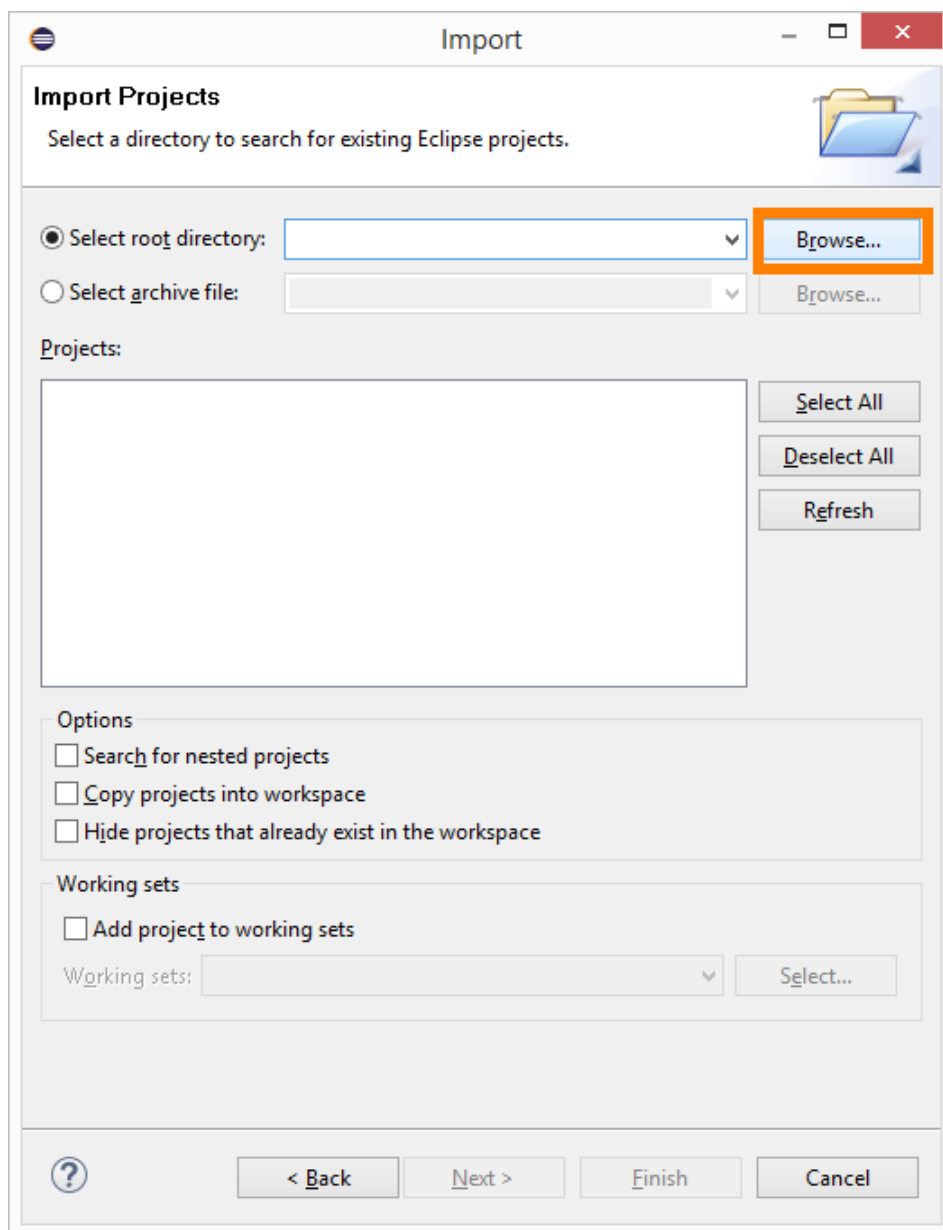 Import
Import Projects
Select a directory to search for existing Eclipse projects.
Select root directory: Browse...
Select archive file: Browse...
Projects:
Select All
Deselect All
Refresh
Options
Search for nested projects
Copy projects into workspace
Hide projects that already exist in the workspace
Working sets
Add project to working sets
Working sets: Select...
? < Back Next > Finish Cancel